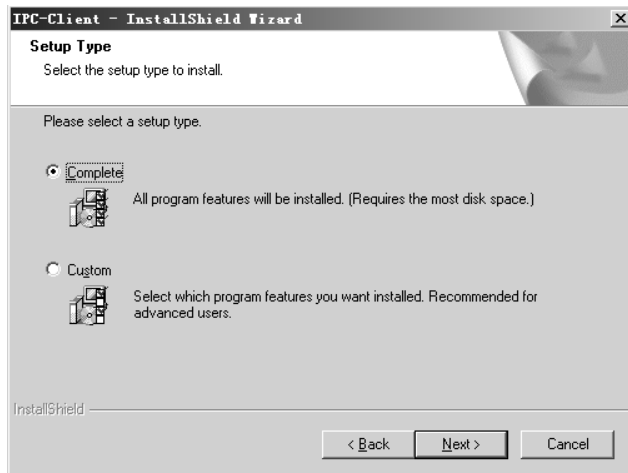 IPC-Client - InstallShield Wizard
Setup Type
Select the setup type to install.
Please select a setup type.
Complete
All program features will be installed. (Requires the most disk space.)
Custom
Select which program features you want installed. Recommended for
advanced users.
InstallShield
< Back
Next >
Cancel